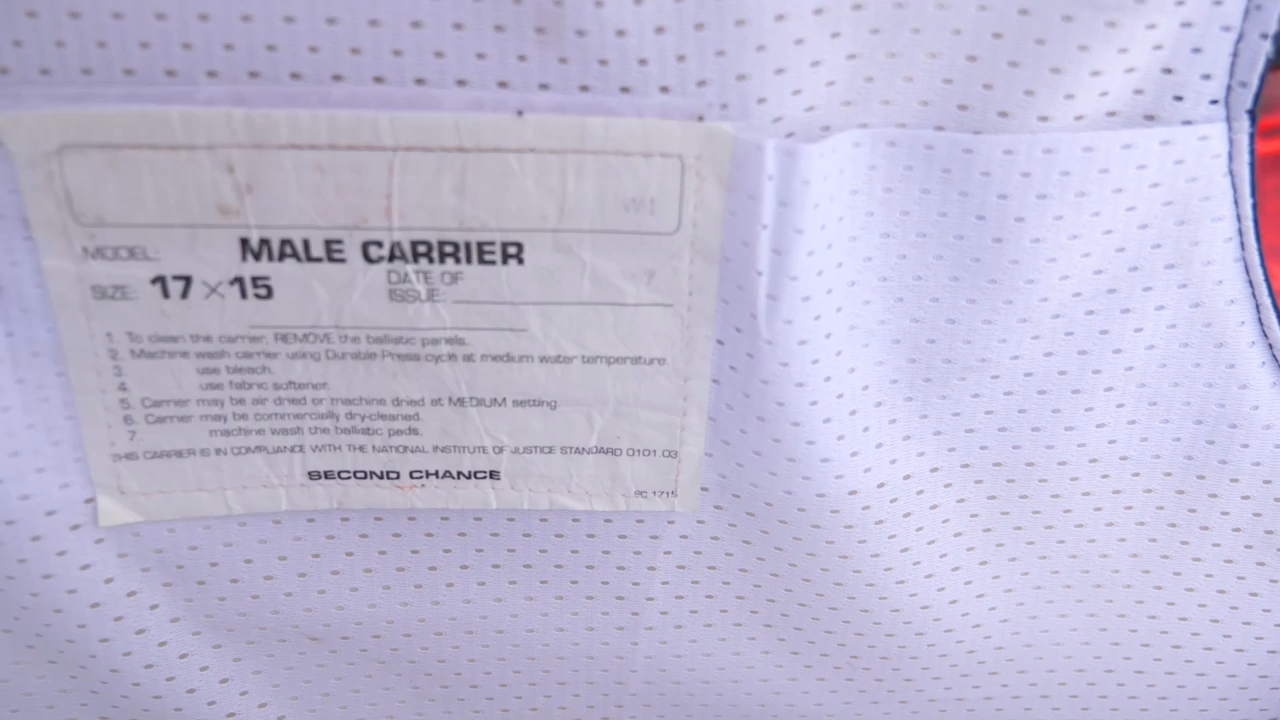 W1
MODEL: MALE CARRIER
SIZE: 17×15 DATE OF ISSUE:
1. To clean the carrier, REMOVE the ballistic panels.
2. Machine wash carrier using Durable Press cycle at medium water temperature.
3. use bleach.
4. use fabric softener.
5. Carrier may be air dried or machine dried at MEDIUM setting.
6. Carrier may be commercially dry-cleaned.
7. machine wash the ballistic pads.
THIS CARRIER IS IN COMPLIANCE WITH THE NATIONAL INSTITUTE OF JUSTICE STANDARD 0101.03
SECOND CHANCE
SC 1715